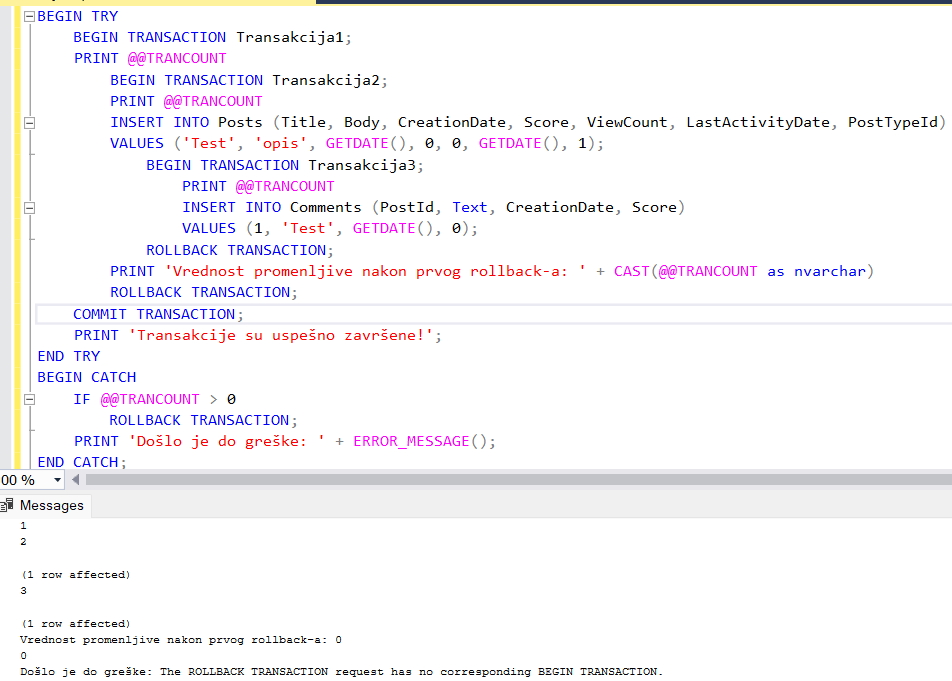 BEGIN TRY
BEGIN TRANSACTION Transakcija1;
PRINT @@TRANCOUNT
BEGIN TRANSACTION Transakcija2;
PRINT @@TRANCOUNT
INSERT INTO Posts (Title, Body, CreationDate, Score, ViewCount, LastActivityDate, PostTypeId)
VALUES ('Test', 'opis', GETDATE(), 0, 0, GETDATE(), 1);
BEGIN TRANSACTION Transakcija3;
PRINT @@TRANCOUNT
INSERT INTO Comments (PostId, Text, CreationDate, Score)
VALUES (1, 'Test', GETDATE(), 0);
ROLLBACK TRANSACTION;
PRINT 'Vrednost promenljive nakon prvog rollback-a: ' + CAST(@@TRANCOUNT as nvarchar)
ROLLBACK TRANSACTION;
COMMIT TRANSACTION;
PRINT 'Transakcije su uspešno završene!';
END TRY
BEGIN CATCH
IF @@TRANCOUNT > 0
ROLLBACK TRANSACTION;
PRINT 'Došlo je do greške: ' + ERROR_MESSAGE();
END CATCH;
00 %
Messages
1
2
(1 row affected)
3
(1 row affected)
Vrednost promenljive nakon prvog rollback-a: 0
0
Došlo je do greške: The ROLLBACK TRANSACTION request has no corresponding BEGIN TRANSACTION.